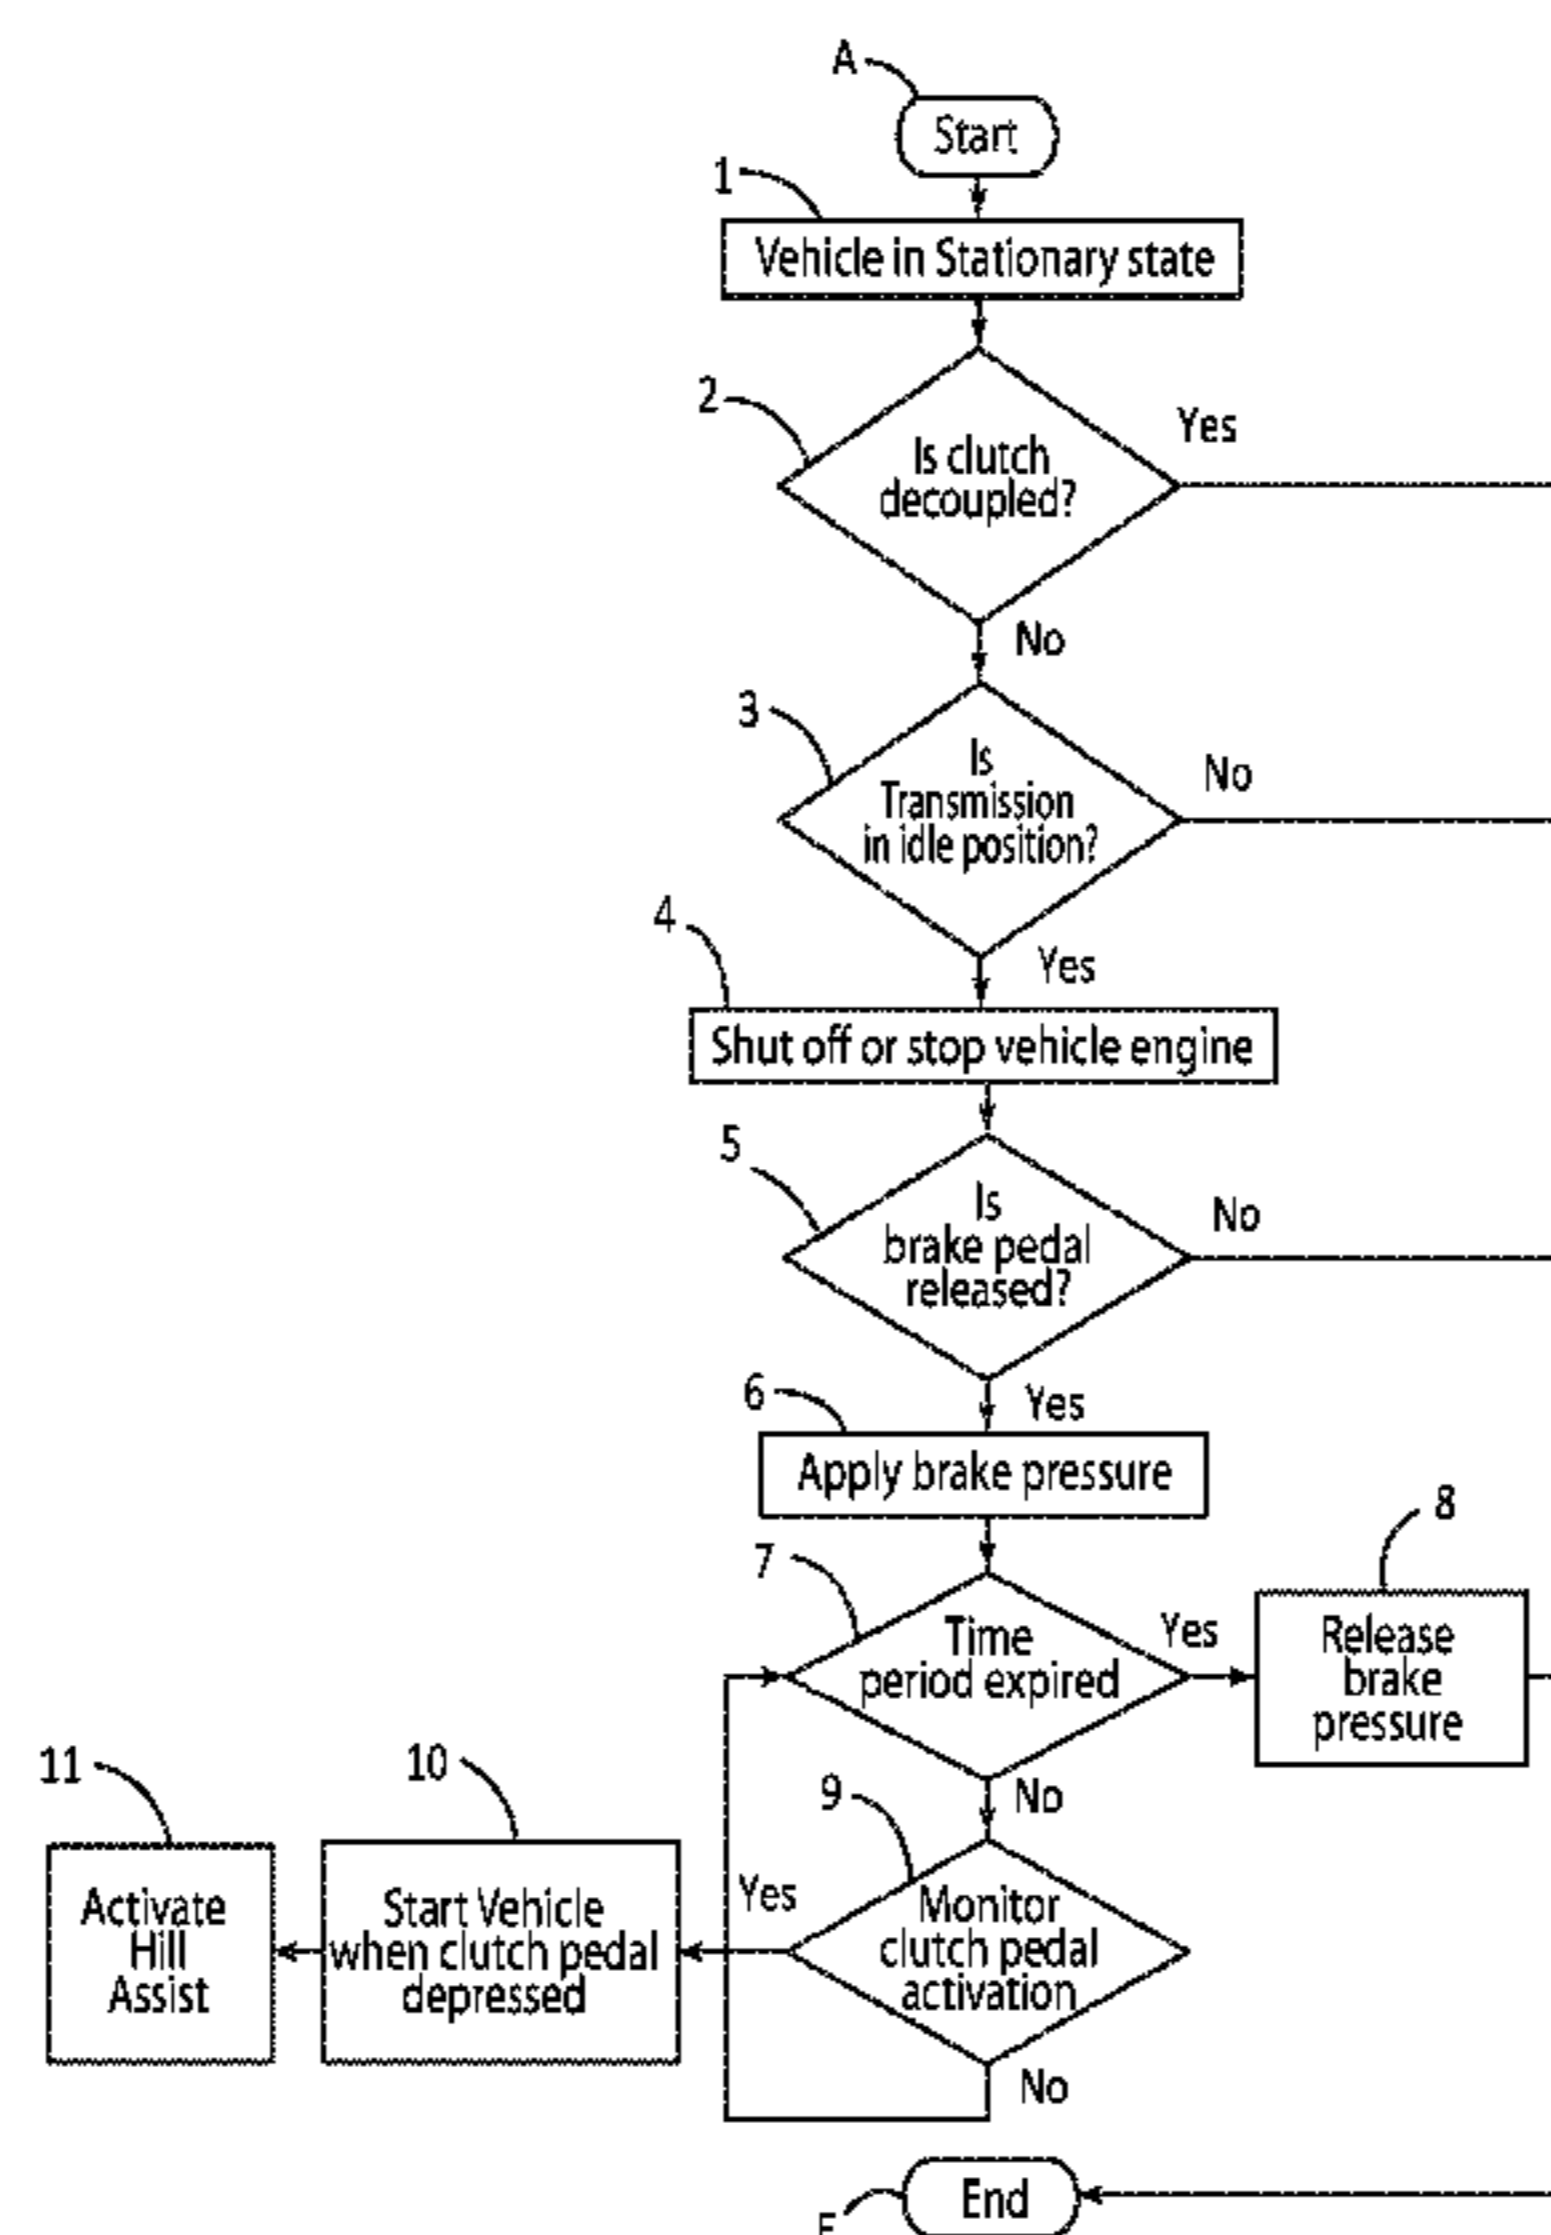 A
Start
1
Vehicle in Stationary state
2
Yes
Is clutch
decoupled?
No
3
Is
Transmission
in idle position?
No
4
Yes
Shut off or stop vehicle engine
5
Is
brake pedal
released?
No
6
Yes
Apply brake pressure
8
7
Time
period expired
Yes
Release
brake
pressure
No
11
10
9
Yes
Monitor
clutch pedal
activation
Start Vehicle
when clutch pedal
depressed
Activate
Hill
Assist
No
End